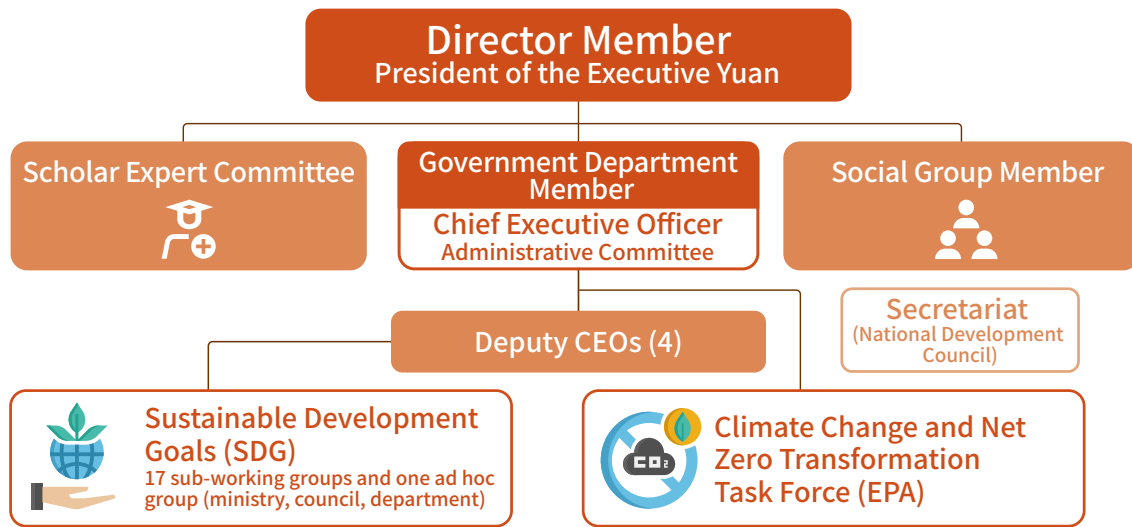 Director Member
President of the Executive Yuan
Scholar Expert Committee
Government Department
Member
Chief Executive Officer
Administrative Committee
Social Group Member
Secretariat
(National Development
Council)
Deputy CEOs (4)
Sustainable Development
Goals (SDG)
17 sub-working groups and one ad hoc
group (ministry, council, department)
CO₂
Climate Change and Net
Zero Transformation
Task Force (EPA)